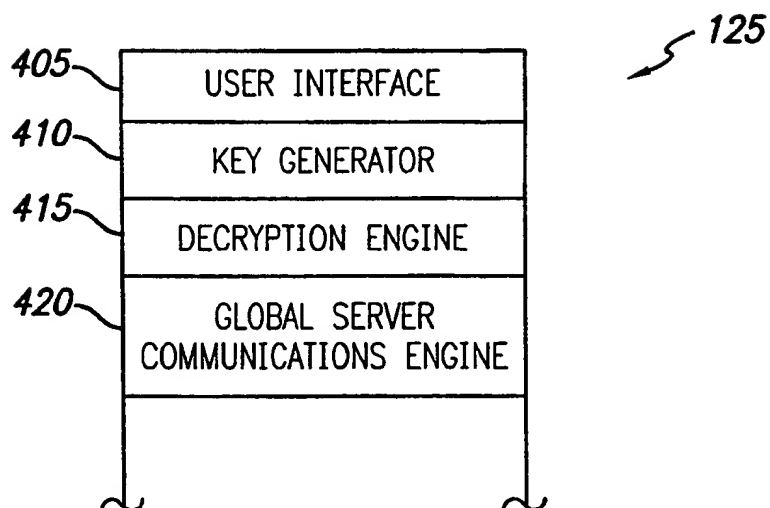 125
405 USER INTERFACE
410 KEY GENERATOR
415 DECRYPTION ENGINE
420 GLOBAL SERVER
COMMUNICATIONS ENGINE